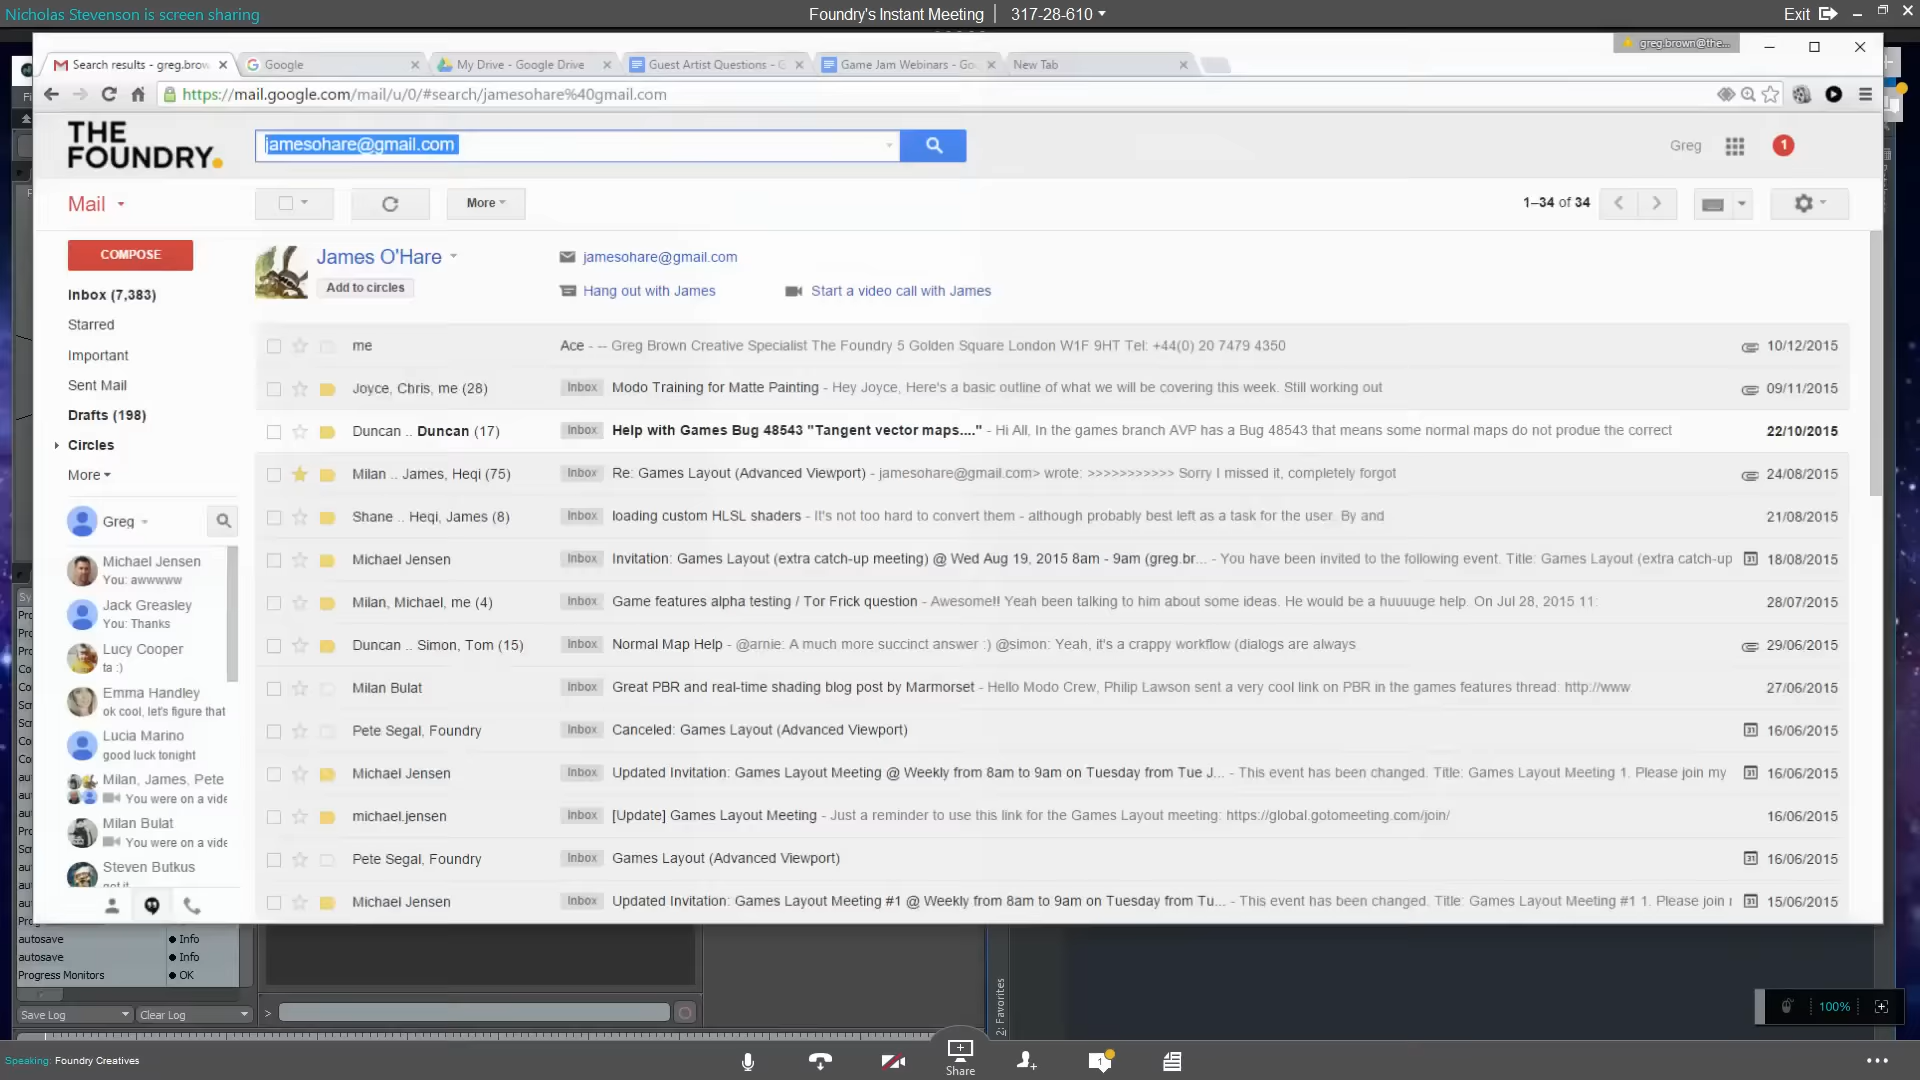 Nicholas Stevenson is screen sharing
Foundry's Instant Meeting 317-28-610
Exit
greg.brown@the...
Search results - greg.brow
Google
My Drive - Google Drive
Guest Artist Questions - G
Game Jam Webinars - Go
New Tab
https://mail.google.com/mail/u/0/#search/jamesohare%40gmail.com
THE FOUNDRY.
jamesohare@gmail.com
Greg
1
Mail
More
1–34 of 34
COMPOSE
Inbox (7,383)
Starred
Important
Sent Mail
Drafts (198)
Circles
More
Greg
Michael Jensen
You: awwwww
Jack Greasley
You: Thanks
Lucy Cooper
ta :)
Emma Handley
ok cool, let's figure that
Lucia Marino
good luck tonight
Milan, James, Pete
You were on a vide
Milan Bulat
You were on a vide
Steven Butkus
got it
James O'Hare
Add to circles
jamesohare@gmail.com
Hang out with James
Start a video call with James
me Ace - -- Greg Brown Creative Specialist The Foundry 5 Golden Square London W1F 9HT Tel: +44(0) 20 7479 4350 10/12/2015
Joyce, Chris, me (28) Inbox Modo Training for Matte Painting - Hey Joyce, Here's a basic outline of what we will be covering this week. Still working out 09/11/2015
Duncan .. Duncan (17) Inbox Help with Games Bug 48543 "Tangent vector maps...." - Hi All, In the games branch AVP has a Bug 48543 that means some normal maps do not produe the correct 22/10/2015
Milan .. James, Heqi (75) Inbox Re: Games Layout (Advanced Viewport) - jamesohare@gmail.com> wrote: >>>>>>>>>>> Sorry I missed it, completely forgot 24/08/2015
Shane .. Heqi, James (8) Inbox loading custom HLSL shaders - It's not too hard to convert them - although probably best left as a task for the user. By and 21/08/2015
Michael Jensen Inbox Invitation: Games Layout (extra catch-up meeting) @ Wed Aug 19, 2015 8am - 9am (greg.br... - You have been invited to the following event. Title: Games Layout (extra catch-up 31 18/08/2015
Milan, Michael, me (4) Inbox Game features alpha testing / Tor Frick question - Awesome!! Yeah been talking to him about some ideas. He would be a huuuuge help. On Jul 28, 2015 11: 28/07/2015
Duncan .. Simon, Tom (15) Inbox Normal Map Help - @arnie: A much more succinct answer :) @simon: Yeah, it's a crappy workflow (dialogs are always 29/06/2015
Milan Bulat Inbox Great PBR and real-time shading blog post by Marmorset - Hello Modo Crew, Philip Lawson sent a very cool link on PBR in the games features thread: http://www 27/06/2015
Pete Segal, Foundry Inbox Canceled: Games Layout (Advanced Viewport) 31 16/06/2015
Michael Jensen Inbox Updated Invitation: Games Layout Meeting @ Weekly from 8am to 9am on Tuesday from Tue J... - This event has been changed. Title: Games Layout Meeting 1. Please join my 31 16/06/2015
michael.jensen Inbox [Update] Games Layout Meeting - Just a reminder to use this link for the Games Layout meeting: https://global.gotomeeting.com/join/ 16/06/2015
Pete Segal, Foundry Inbox Games Layout (Advanced Viewport) 31 16/06/2015
Michael Jensen Inbox Updated Invitation: Games Layout Meeting #1 @ Weekly from 8am to 9am on Tuesday from Tu... - This event has been changed. Title: Games Layout Meeting #1 1. Please join 31 15/06/2015
autosave Info
autosave Info
Progress Monitors OK
Save Log
Clear Log
>
2: Favorites
100%
Speaking: Foundry Creatives
Share
1